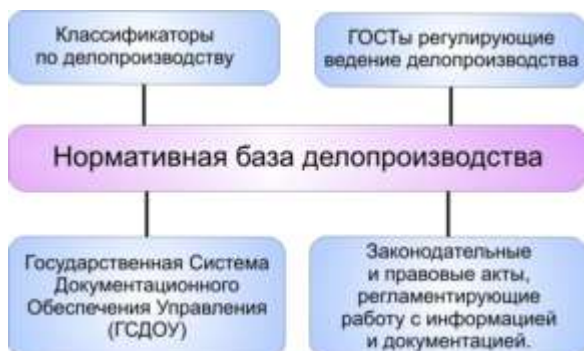 Классификаторы
по делопроизводству
ГОСТы регулирующие
ведение делопроизводства
Нормативная база делопроизводства
Государственная Система
Документационного
Обеспечения Управления
(ГСДОУ)
Законодательные
и правовые акты,
регламентирующие
работу с информацией
и документацией.